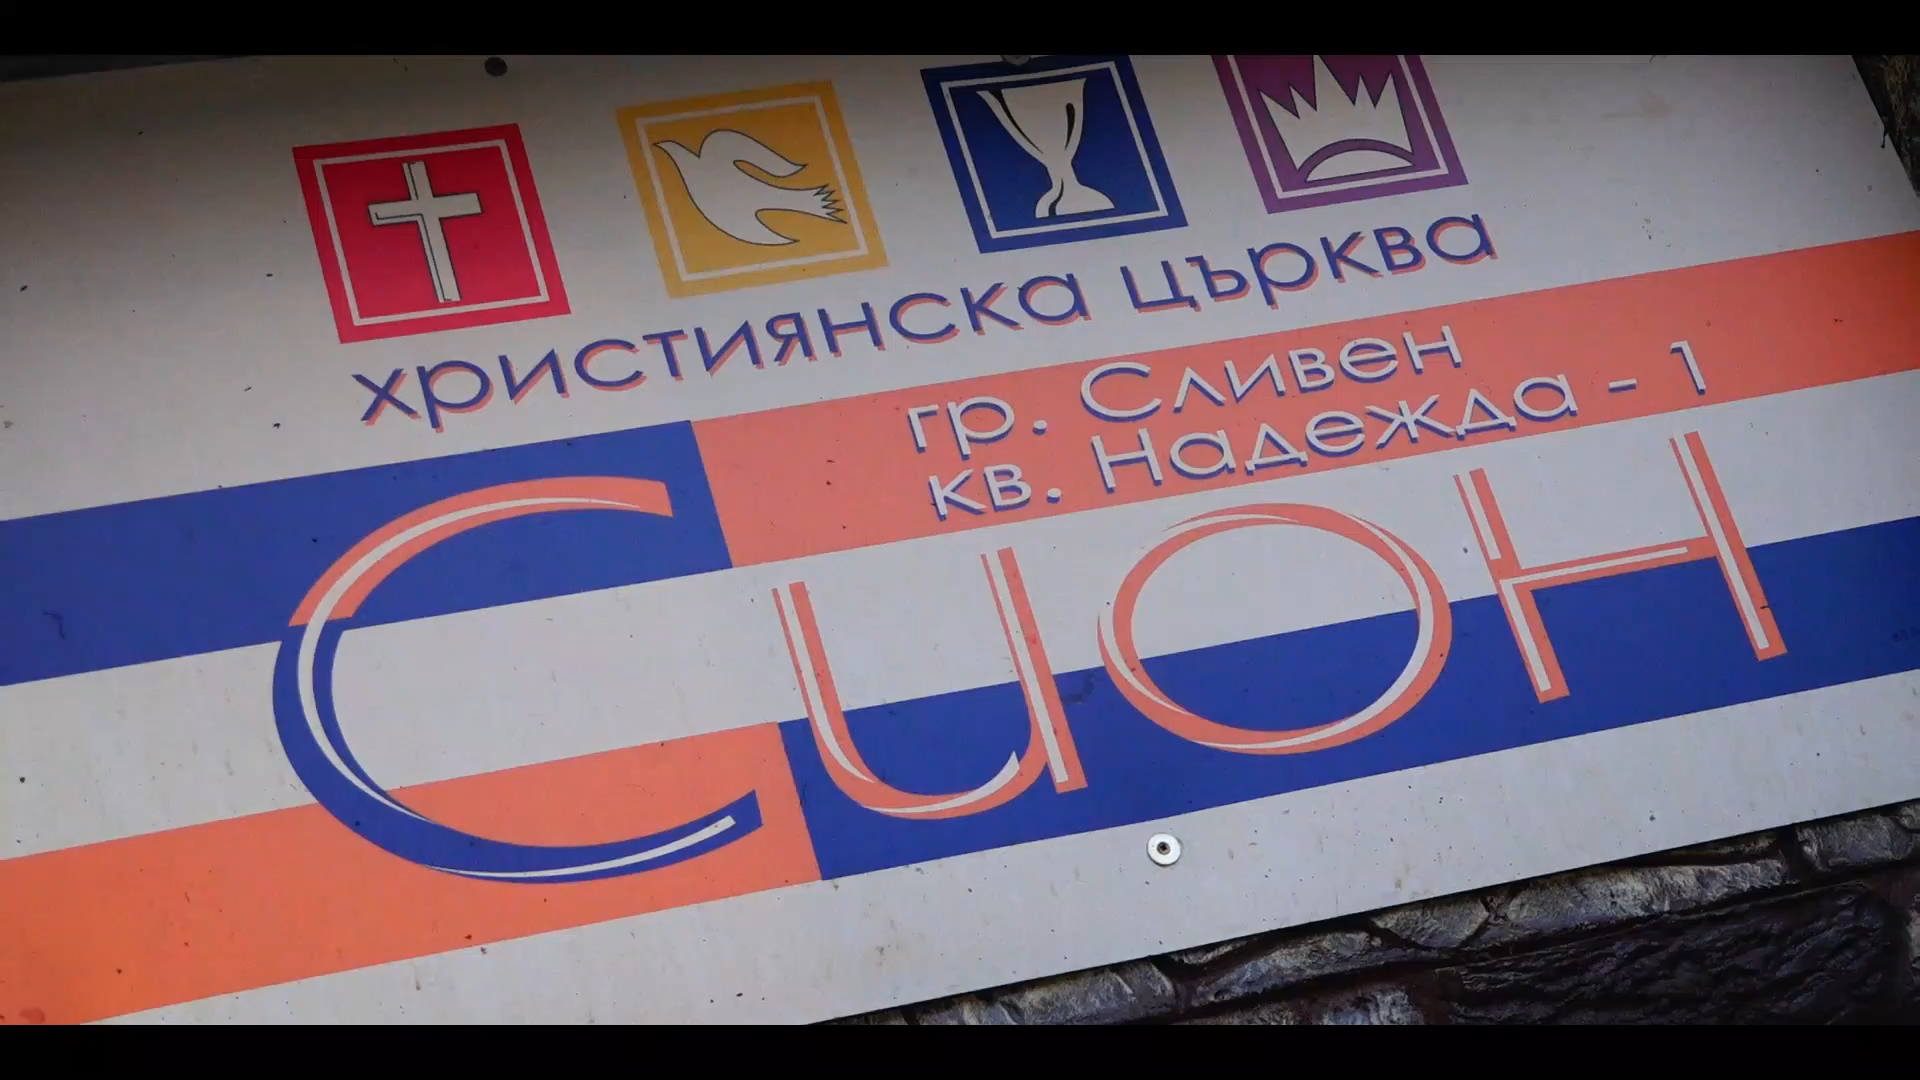 християнска църква
гр. Сливен
кв. Надежда - 1
Сион